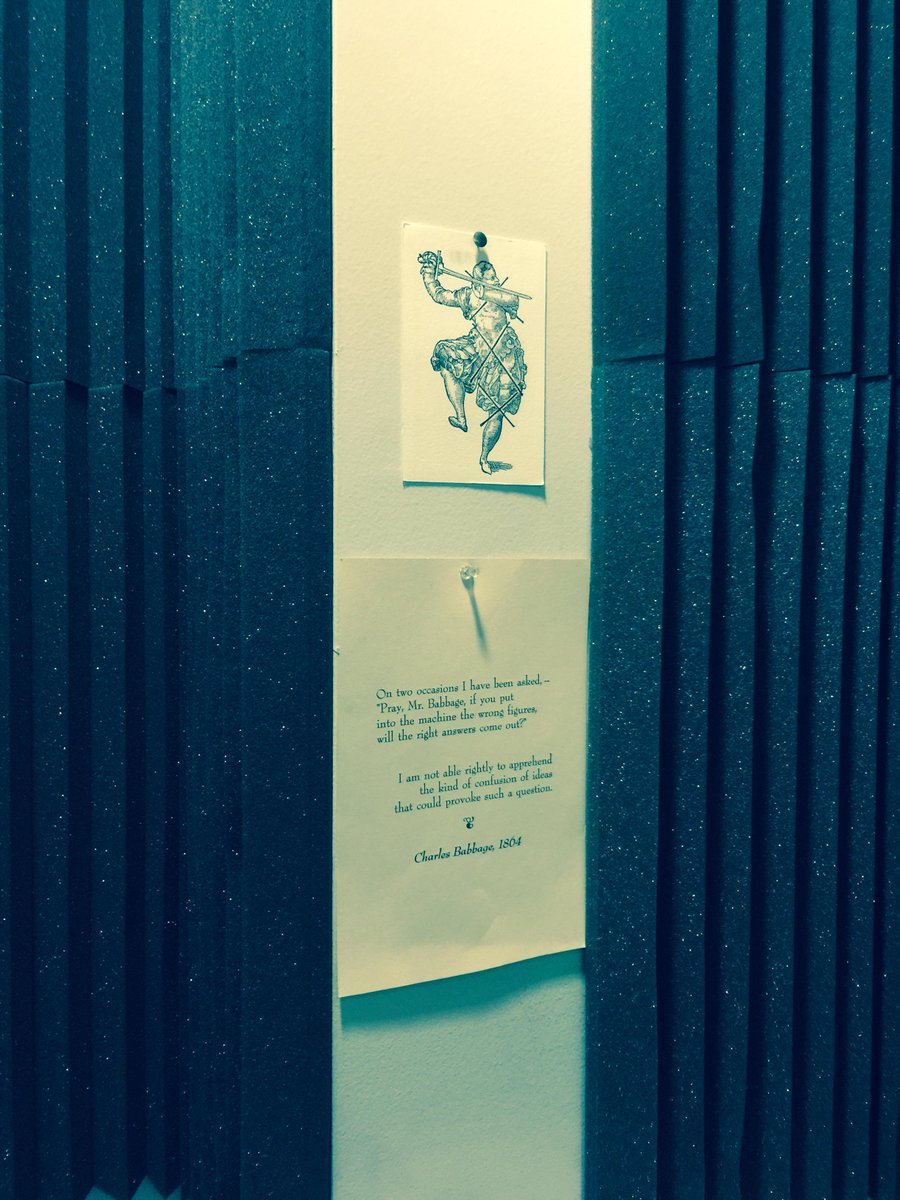 On two occasions I have been asked,--
"Pray, Mr. Babbage, if you put
into the machine the wrong figures,
will the right answers come out?"
I am not able rightly to apprehend
the kind of confusion of ideas
that could provoke such a question.
Charles Babbage, 1864